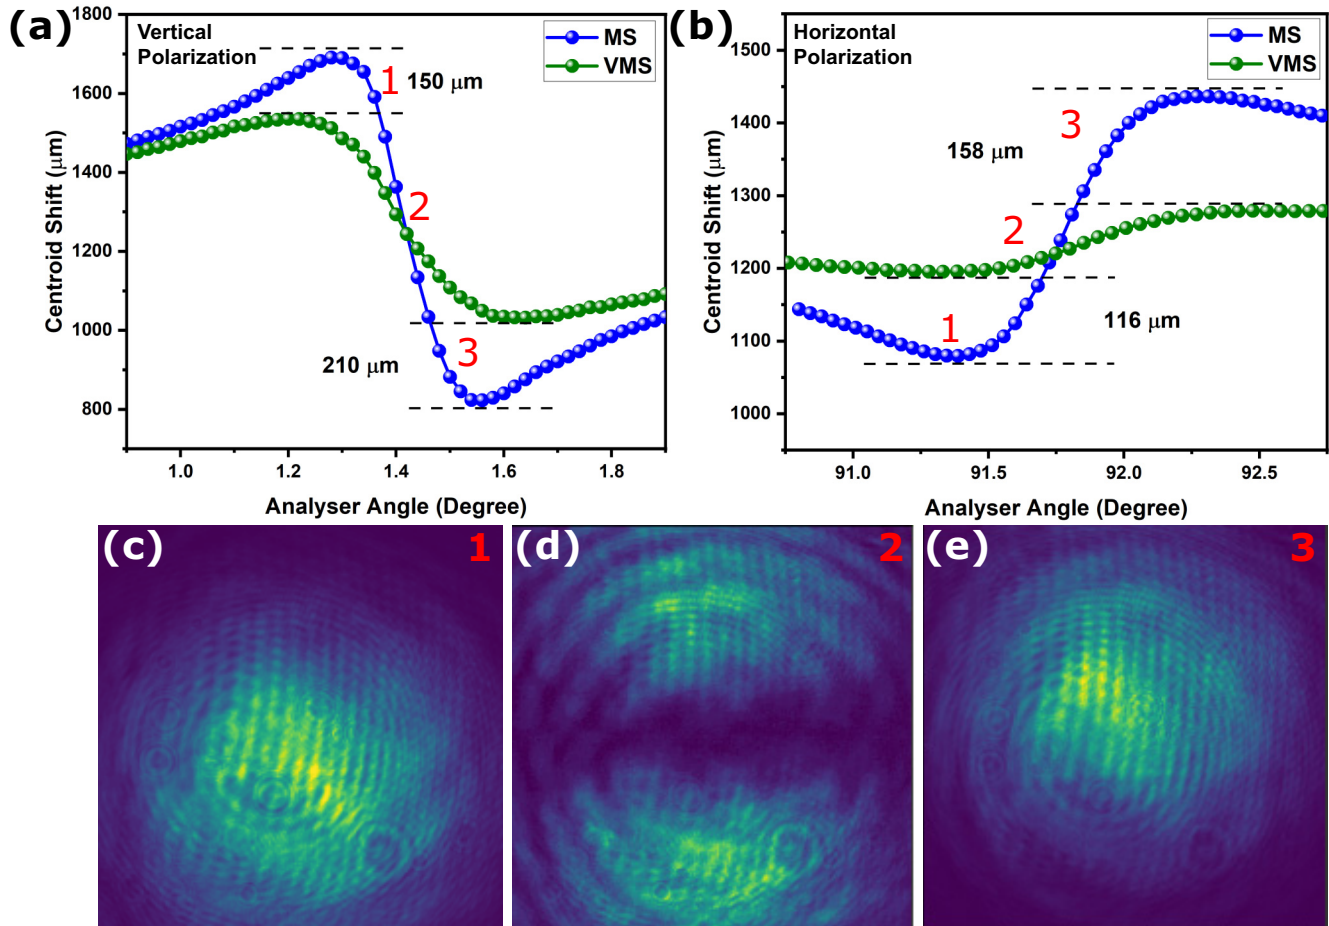 (a)
Vertical
Polarization
MS
VMS
1
150 μm
2
3
210 μm
Centroid Shift (μm)
1800
1600
1400
1200
1000
800
1.0
1.2
1.4
1.6
1.8
Analyser Angle (Degree)
(b)
Horizontal
Polarization
MS
VMS
3
158 μm
2
1
116 μm
Centroid Shift (μm)
1500
1400
1300
1200
1100
1000
91.0
91.5
92.0
92.5
Analyser Angle (Degree)
(c)
1
(d)
2
(e)
3